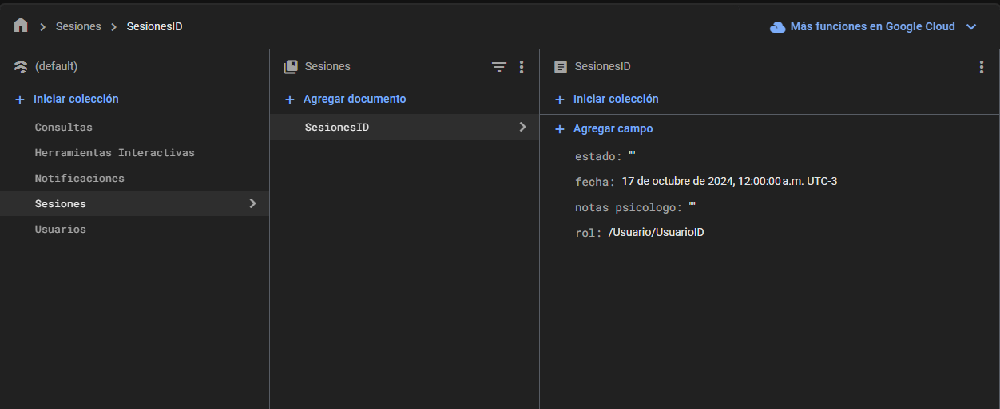 Sesiones SesionesID Más funciones en Google Cloud
(default)
Iniciar colección
Consultas
Herramientas Interactivas
Notificaciones
Sesiones
Usuarios
Sesiones
Agregar documento
SesionesID
SesionesID
Iniciar colección
Agregar campo
estado: ""
fecha: 17 de octubre de 2024, 12:00:00 a.m. UTC-3
notas psicologo: ""
rol: /Usuario/UsuarioID